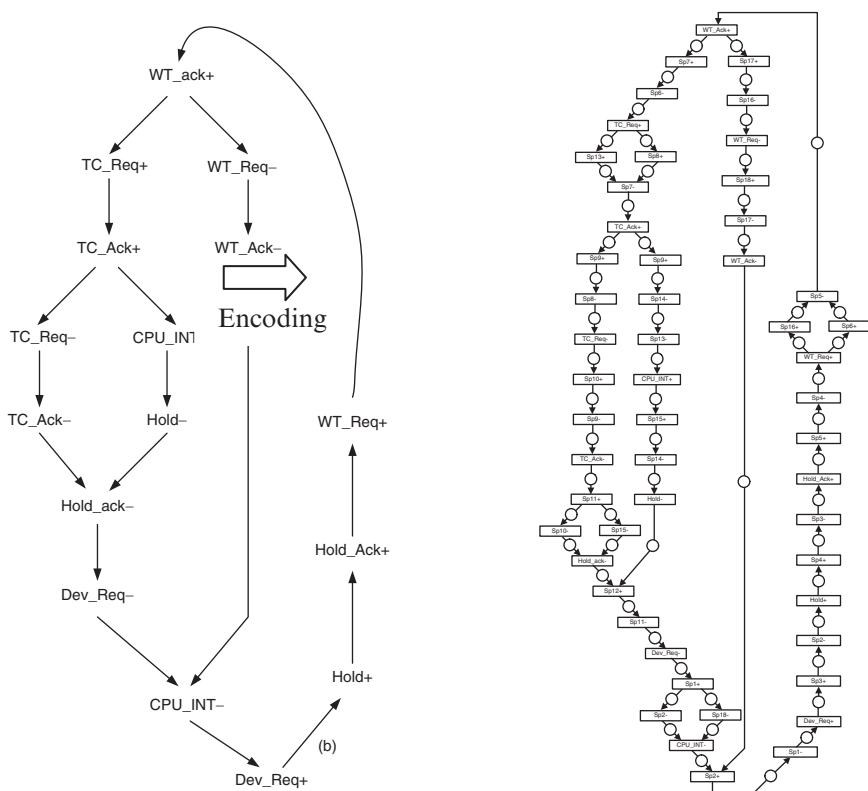 WT_ack+
TC_Req+
WT_Req−
TC_Ack+
WT_Ack−
Encoding
TC_Req−
CPU_INT
TC_Ack−
Hold−
Hold_ack−
Dev_Req−
CPU_INT−
Dev_Req+
(b)
Hold+
Hold_Ack+
WT_Req+
WT_Ack+
Sp7+
Sp17+
Sp6-
Sp16-
TC_Req+
WT_Req-
Sp13+
Sp8+
Sp18+
Sp7-
Sp17-
TC_Ack+
WT_Ack-
Sp9+
Sp9+
Sp8-
Sp14-
TC_Req-
Sp13-
Sp10+
CPU_INT+
Sp9-
Sp15+
TC_Ack-
Sp14-
Sp11+
Hold-
Sp10-
Sp15-
Hold_ack-
Sp12+
Sp11-
Dev_Req-
Sp1+
Sp2-
Sp18-
CPU_INT-
Sp2+
Sp5-
Sp16+
Sp6+
WT_Req+
Sp4-
Sp5+
Hold_Ack+
Sp3-
Sp4+
Hold+
Sp2-
Sp3+
Dev_Req+
Sp1-